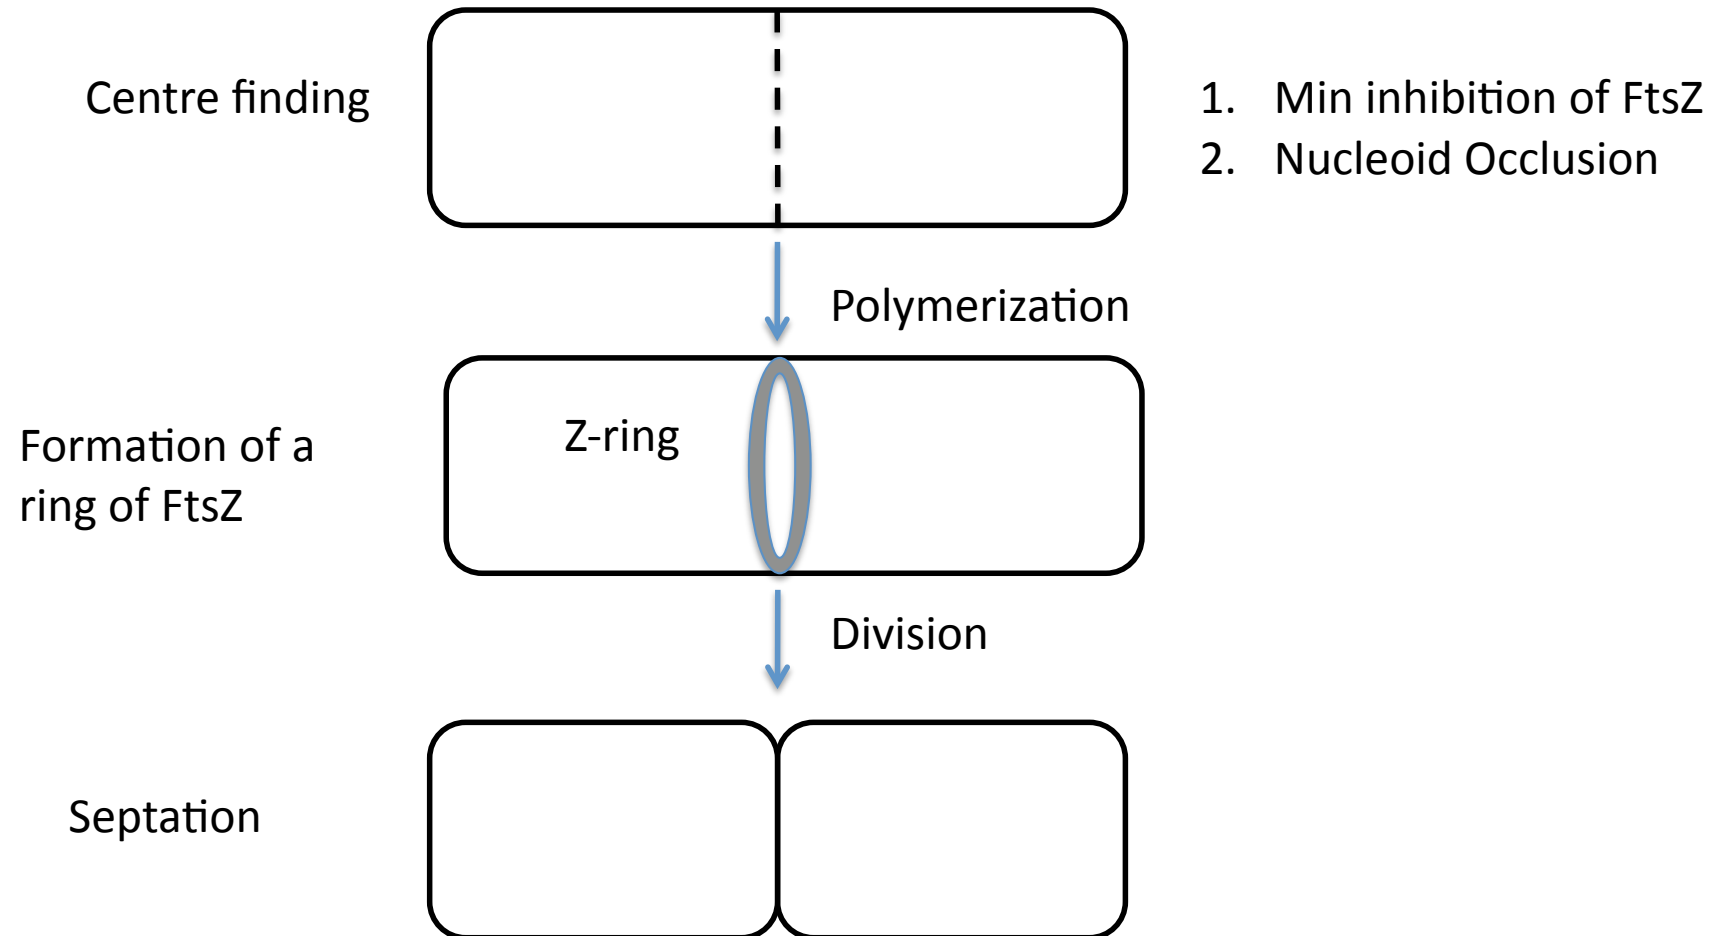 Centre finding
1. Min inhibition of FtsZ
2. Nucleoid Occlusion
Polymerization
Z-ring
Formation of a
ring of FtsZ
Division
Septation